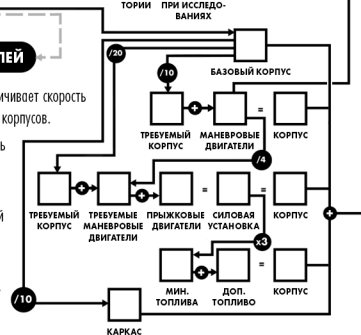 ТОРИИ ПРИ ИССЛЕДО-
ВАНИЯХ
/20
ЛЕЙ
БАЗОВЫЙ КОРПУС
/10
ичивает скорость
корпусов.
+
=
ТРЕБУЕМЫЙ МАНЕВРОВЫЕ КОРПУС
КОРПУС ДВИГАТЕЛИ
ь
/4
+
+
=
=
+
й
ТРЕБУЕМЫЙ ТРЕБУЕМЫЕ ПРЫЖКОВЫЕ СИЛОВАЯ КОРПУС
КОРПУС МАНЕВРОВЫЕ ДВИГАТЕЛИ УСТАНОВКА
ДВИГАТЕЛИ
x3
+
=
МИН. ДОП. КОРПУС
ТОПЛИВА ТОПЛИВО
/10
КАРКАС